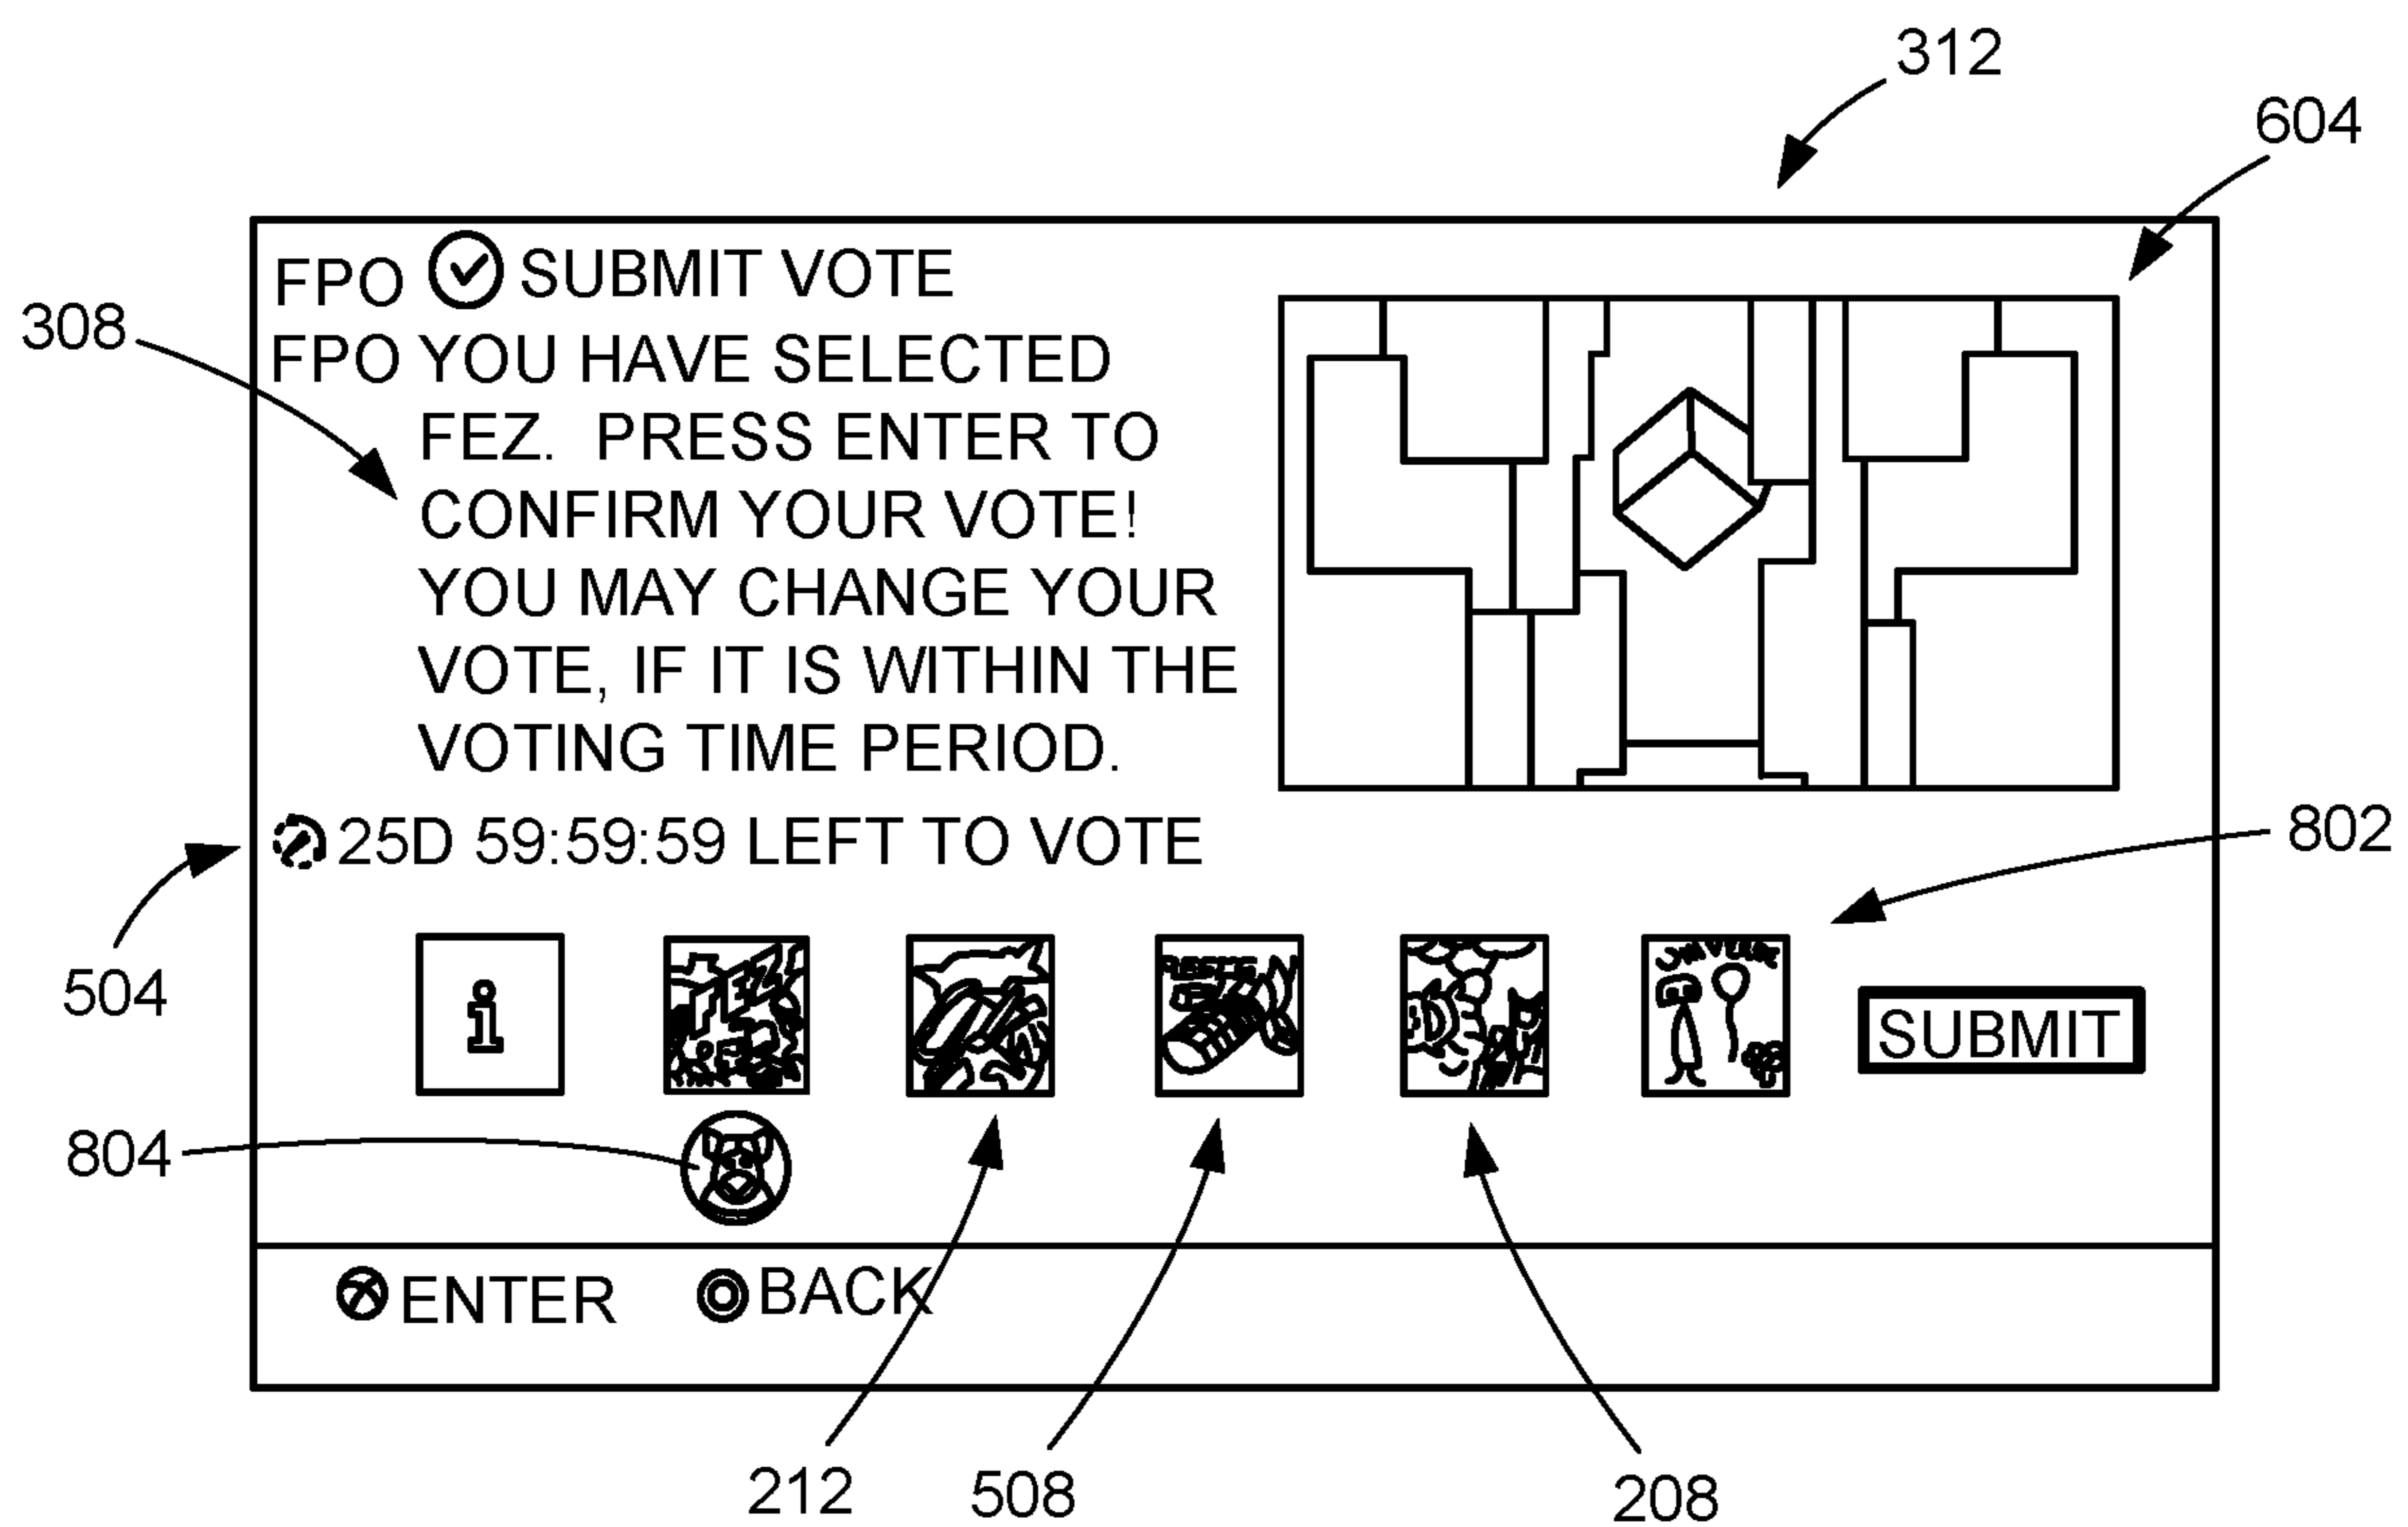 312
604
FPO SUBMIT VOTE
308
FPO YOU HAVE SELECTED
FEZ. PRESS ENTER TO
CONFIRM YOUR VOTE!
YOU MAY CHANGE YOUR
VOTE, IF IT IS WITHIN THE
VOTING TIME PERIOD.
802
25D 59:59:59 LEFT TO VOTE
504
i
SUBMIT
804
ENTER BACK
212 508 208